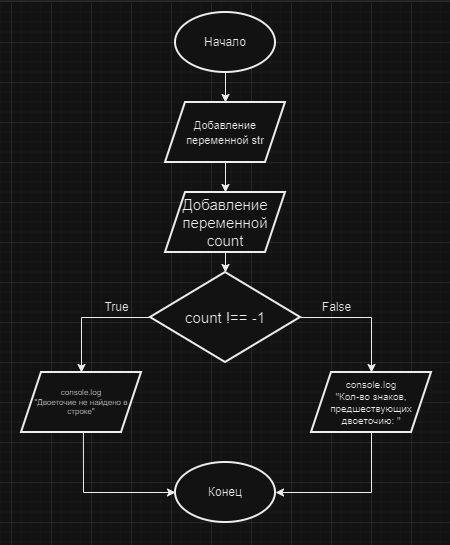 Начало
Добавление
переменной str
Добавление
переменной
count
count !== -1
True
False
console.log
"Двоеточие не найдено в
строке"
console.log
"Кол-во знаков,
предшествующих
двоеточию: "
Конец